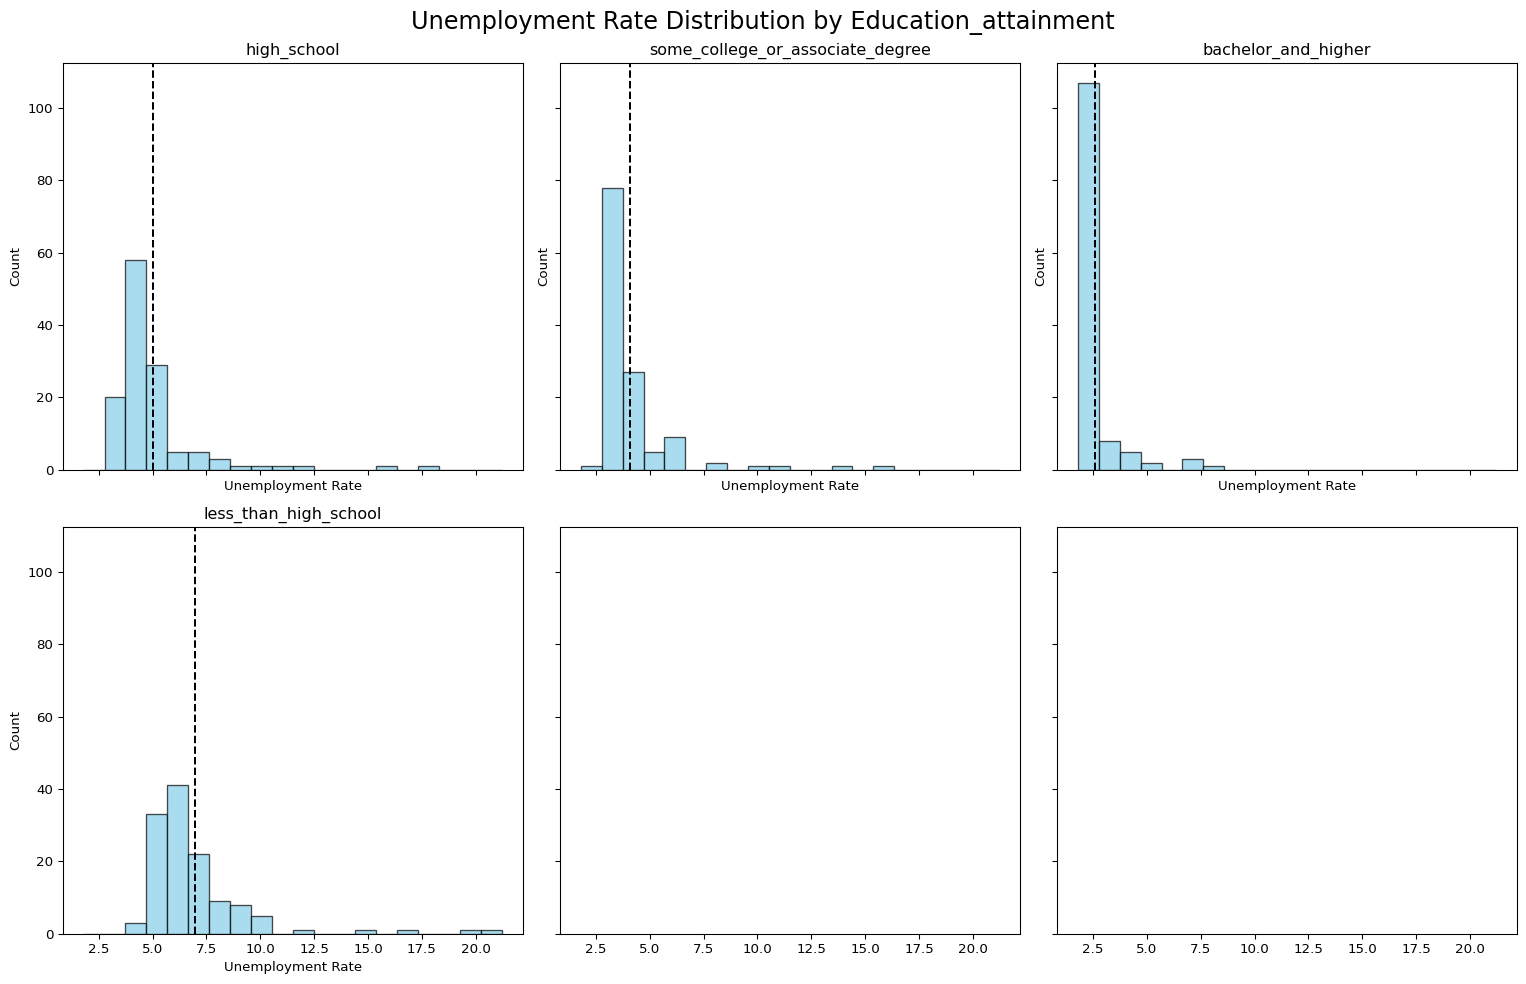 Unemployment Rate Distribution by Education_attainment
high_school
some_college_or_associate_degree
bachelor_and_higher
100
80
60
40
20
0
Count
Count
Count
Unemployment Rate
Unemployment Rate
Unemployment Rate
less_than_high_school
100
80
60
40
20
0
Count
2.5 5.0 7.5 10.0 12.5 15.0 17.5 20.0
2.5 5.0 7.5 10.0 12.5 15.0 17.5 20.0
2.5 5.0 7.5 10.0 12.5 15.0 17.5 20.0
Unemployment Rate